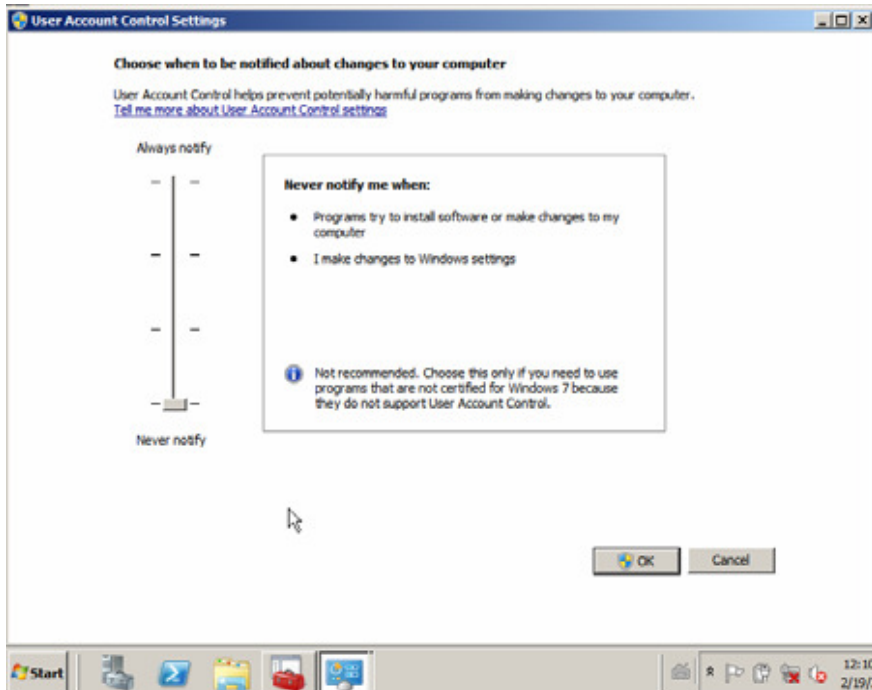 User Account Control Settings
Choose when to be notified about changes to your computer
User Account Control helps prevent potentially harmful programs from making changes to your computer.
Tell me more about User Account Control settings
Always notify
Never notify me when:
Programs try to install software or make changes to my
computer
I make changes to Windows settings
Not recommended. Choose this only if you need to use
programs that are not certified for Windows 7 because
they do not support User Account Control.
Never notify
OK
Cancel
Start
12:10
2/19/